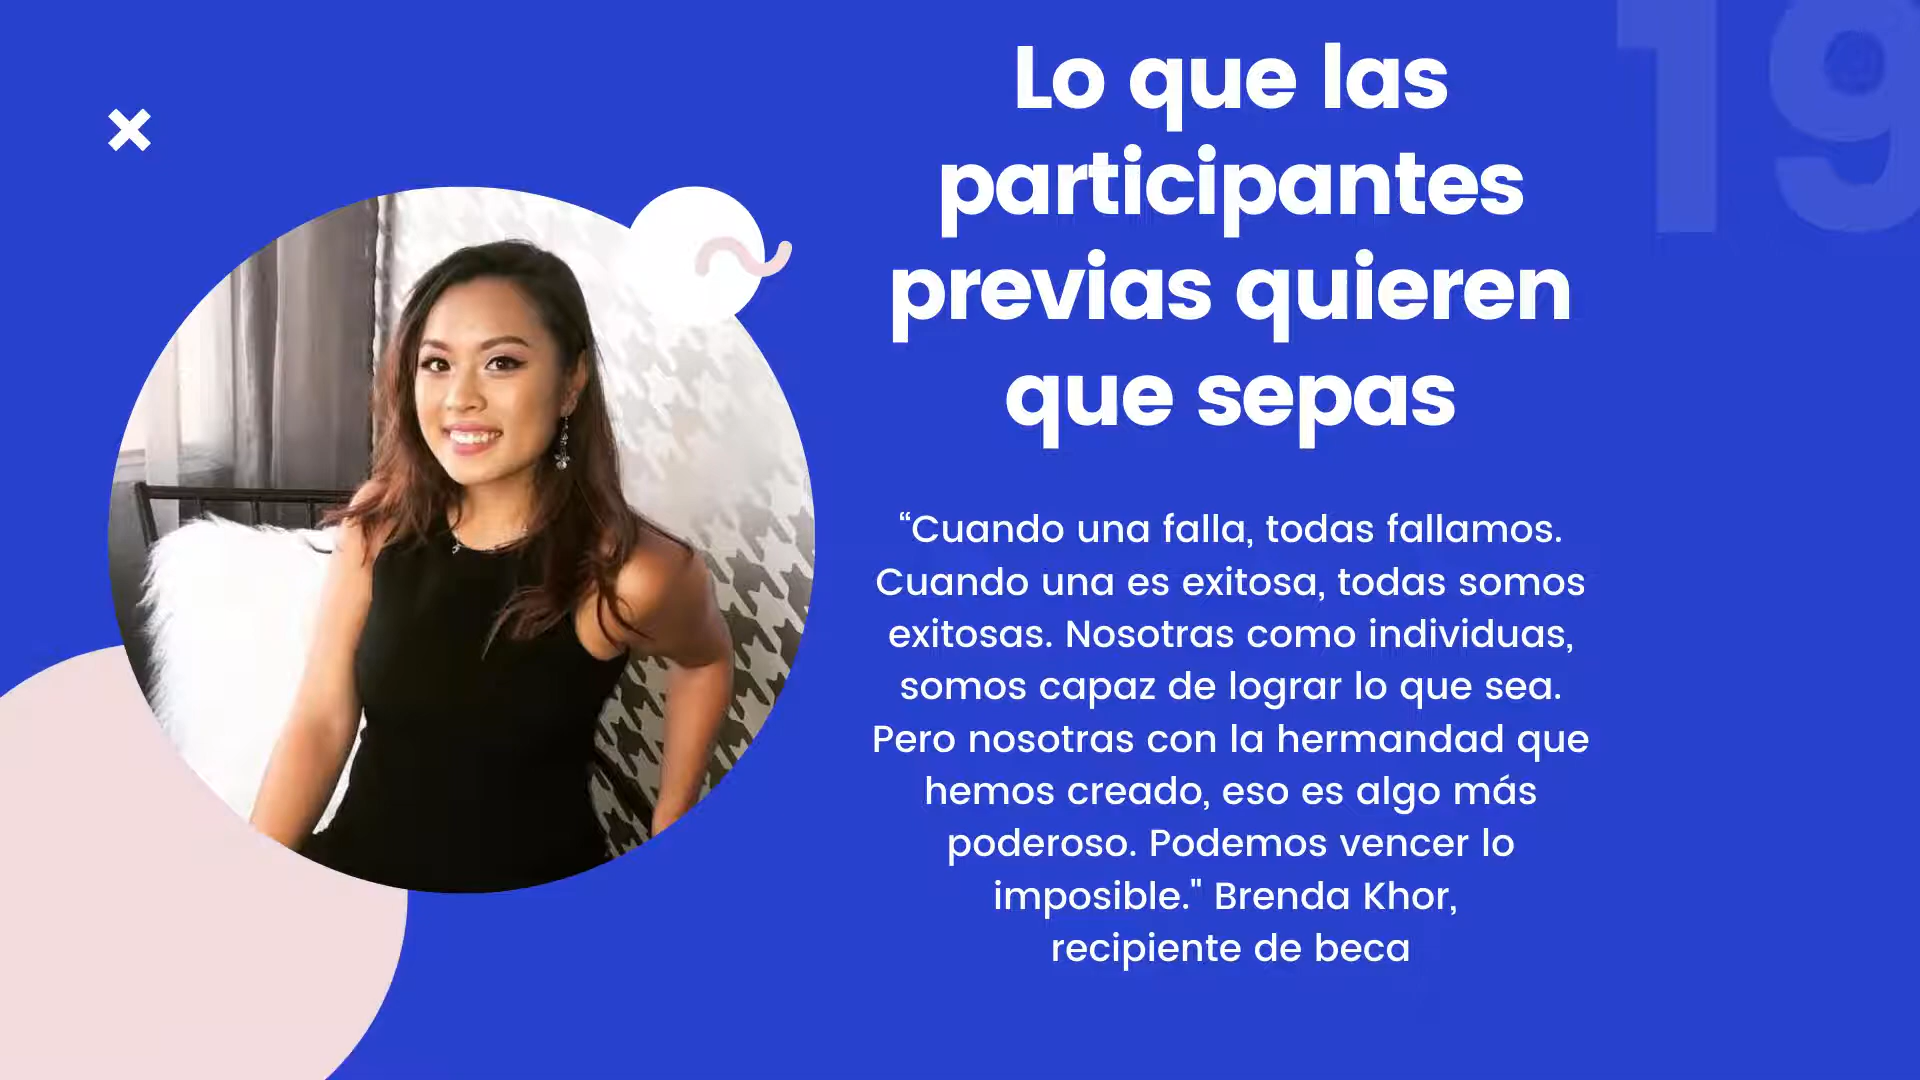 19
Lo que las
participantes
previas quieren
que sepas
“Cuando una falla, todas fallamos.
Cuando una es exitosa, todas somos
exitosas. Nosotras como individuas,
somos capaz de lograr lo que sea.
Pero nosotras con la hermandad que
hemos creado, eso es algo más
poderoso. Podemos vencer lo
imposible." Brenda Khor,
recipiente de beca